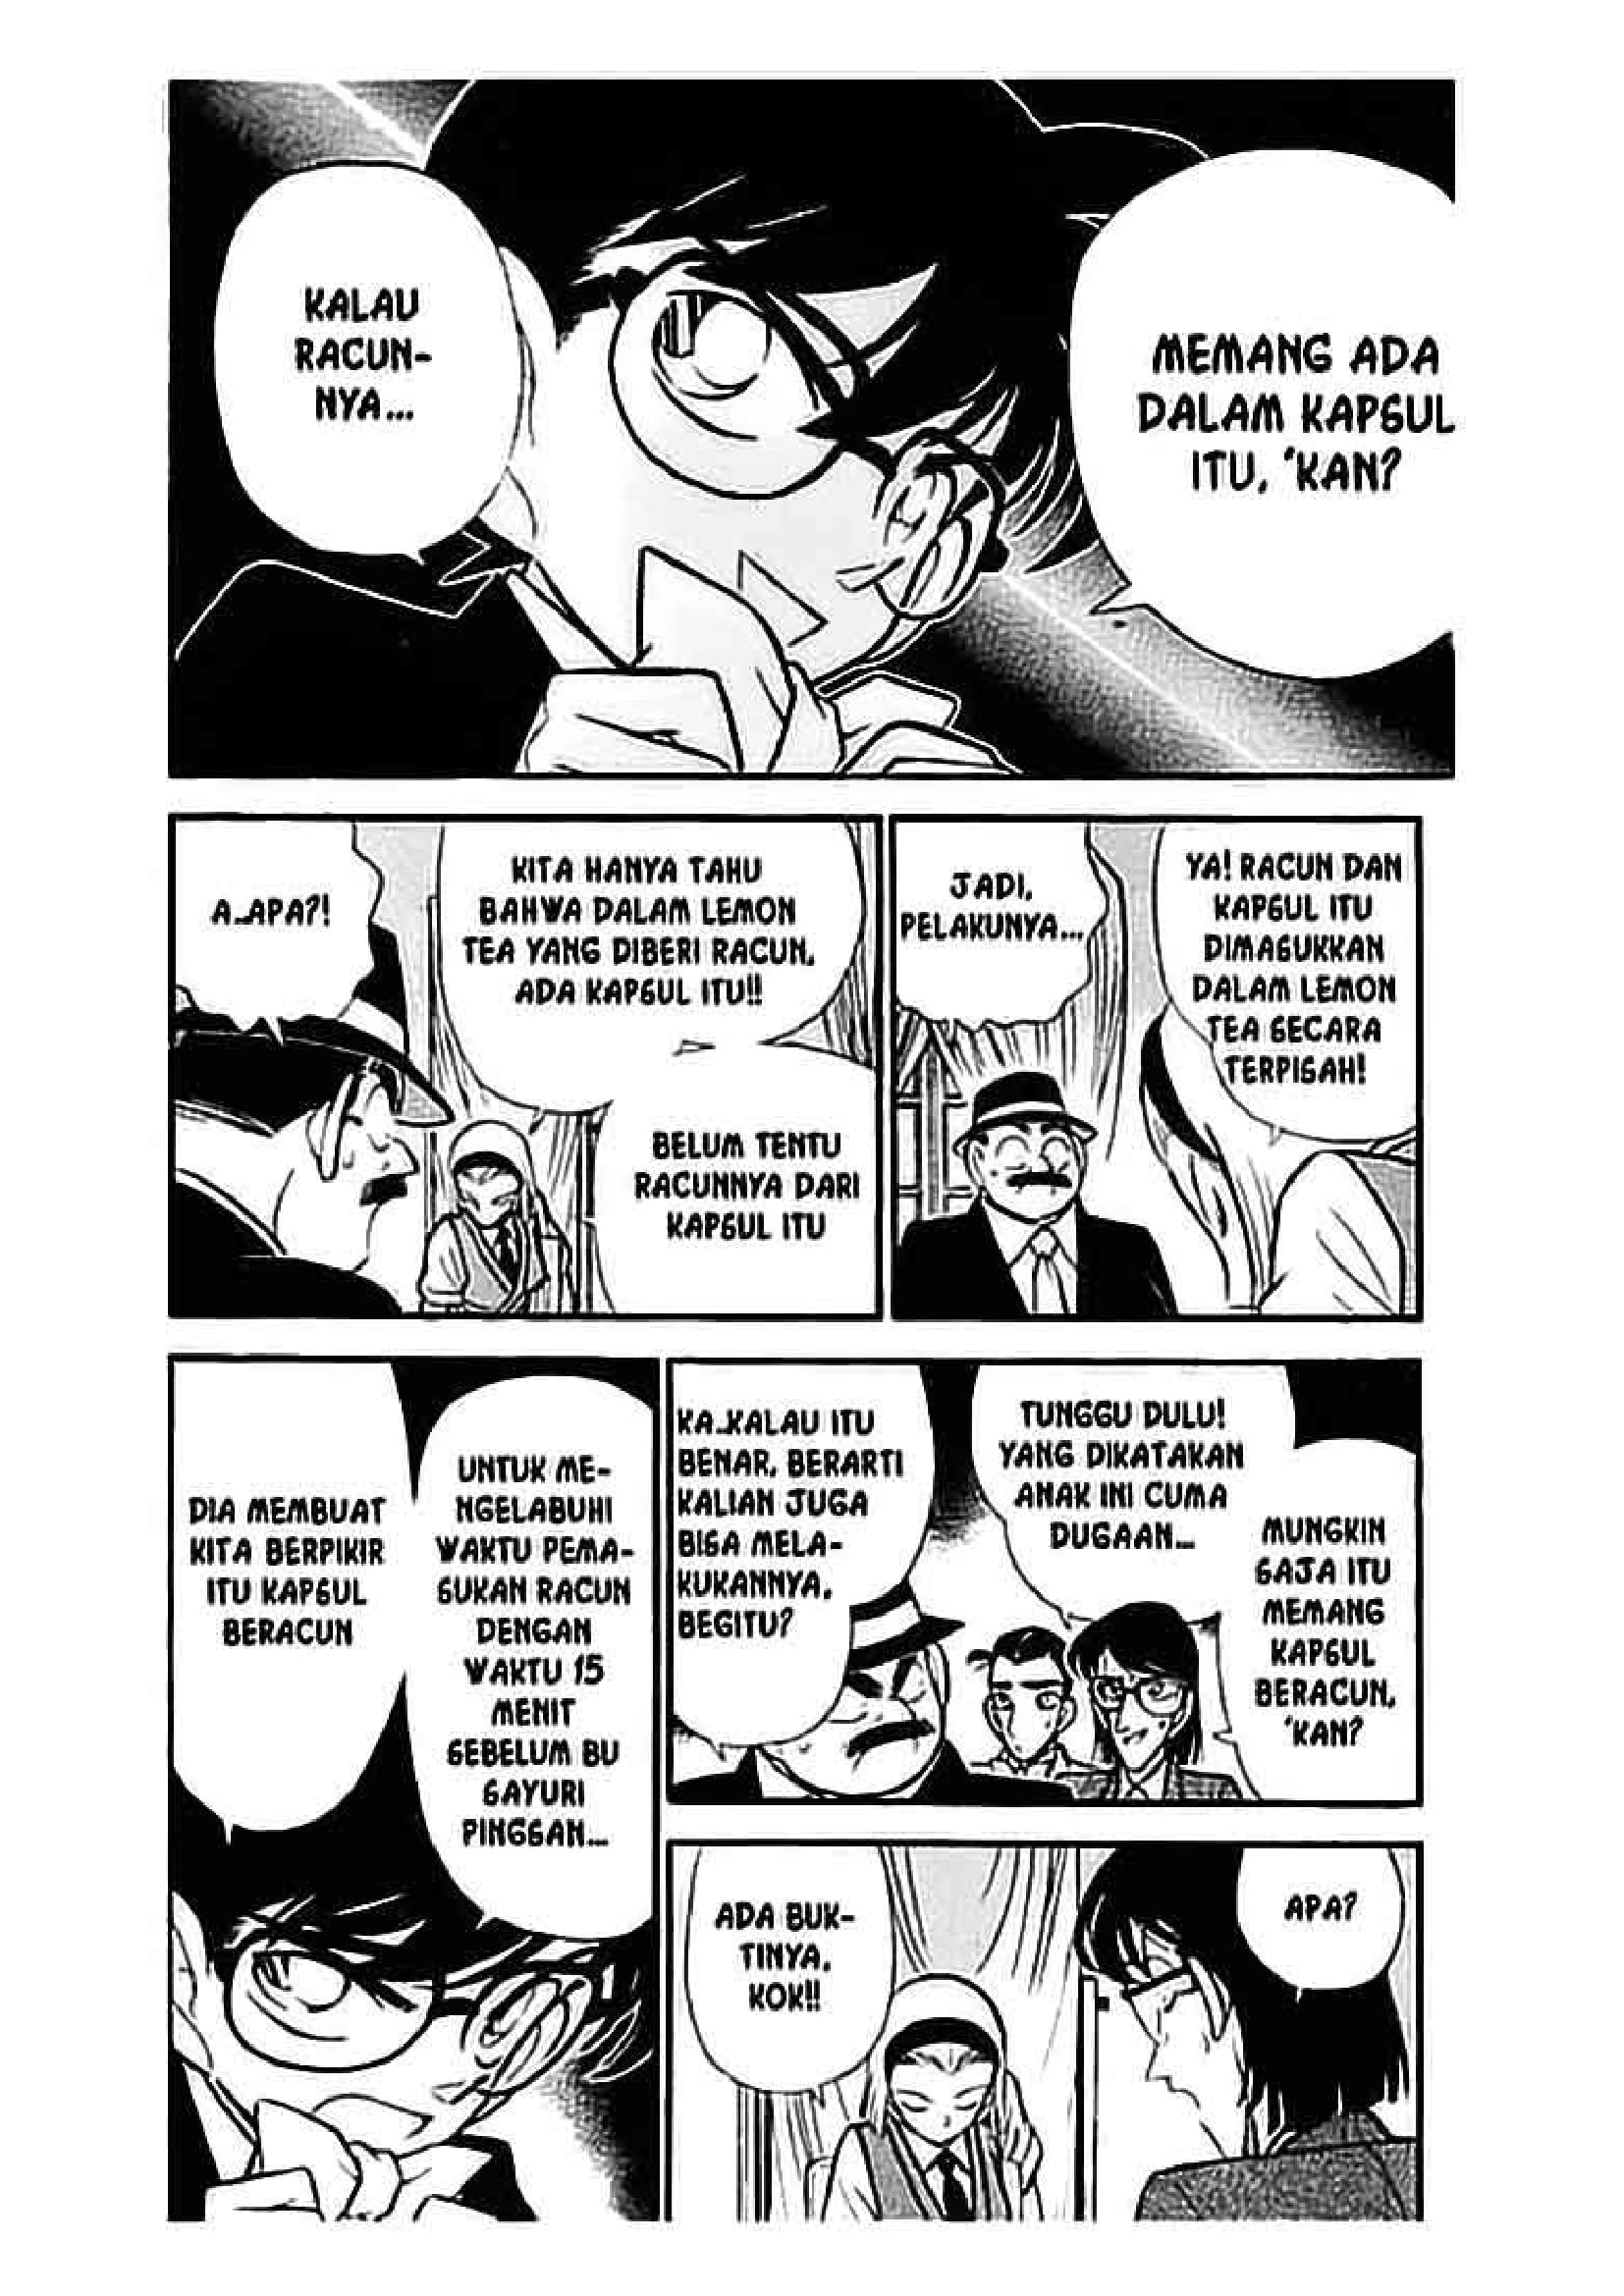 KALAU
RACUN-
NYA...
MEMANG ADA
DALAM KAPSUL
ITU, 'KAN?
A..APA?!
KITA HANYA TAHU
BAHWA DALAM LEMON
TEA YANG DIBERI RACUN,
ADA KAPSUL ITU!!
BELUM TENTU
RACUNNYA DARI
KAPSUL ITU
JADI,
PELAKUNYA...
YA! RACUN DAN
KAPSUL ITU
DIMASUKKAN
DALAM LEMON
TEA SECARA
TERPISAH!
DIA MEMBUAT
KITA BERPIKIR
ITU KAPSUL
BERACUN
UNTUK ME-
NGELABUHI
WAKTU PEMA-
SUKAN RACUN
DENGAN
WAKTU 15
MENIT
SEBELUM BU
SAYURI
PINGSAN...
KA..KALAU ITU
BENAR, BERARTI
KALIAN JUGA
BISA MELA-
KUKANNYA,
BEGITU?
TUNGGU DULU!
YANG DIKATAKAN
ANAK INI CUMA
DUGAAN...
MUNGKIN
SAJA ITU
MEMANG
KAPSUL
BERACUN,
'KAN?
ADA BUK-
TINYA,
KOK!!
APA?